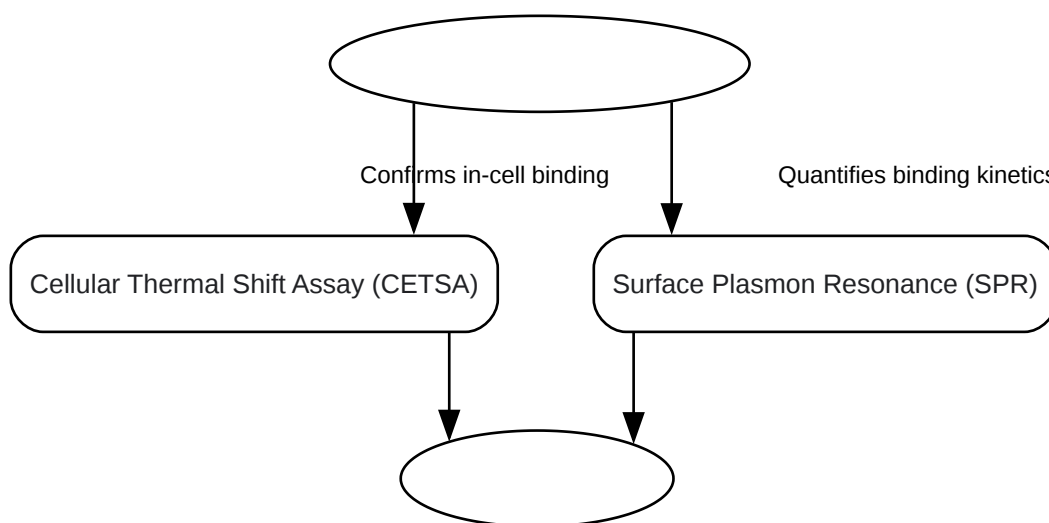 Confirms in-cell binding
Quantifies binding kinetics
Cellular Thermal Shift Assay (CETSA)
Surface Plasmon Resonance (SPR)